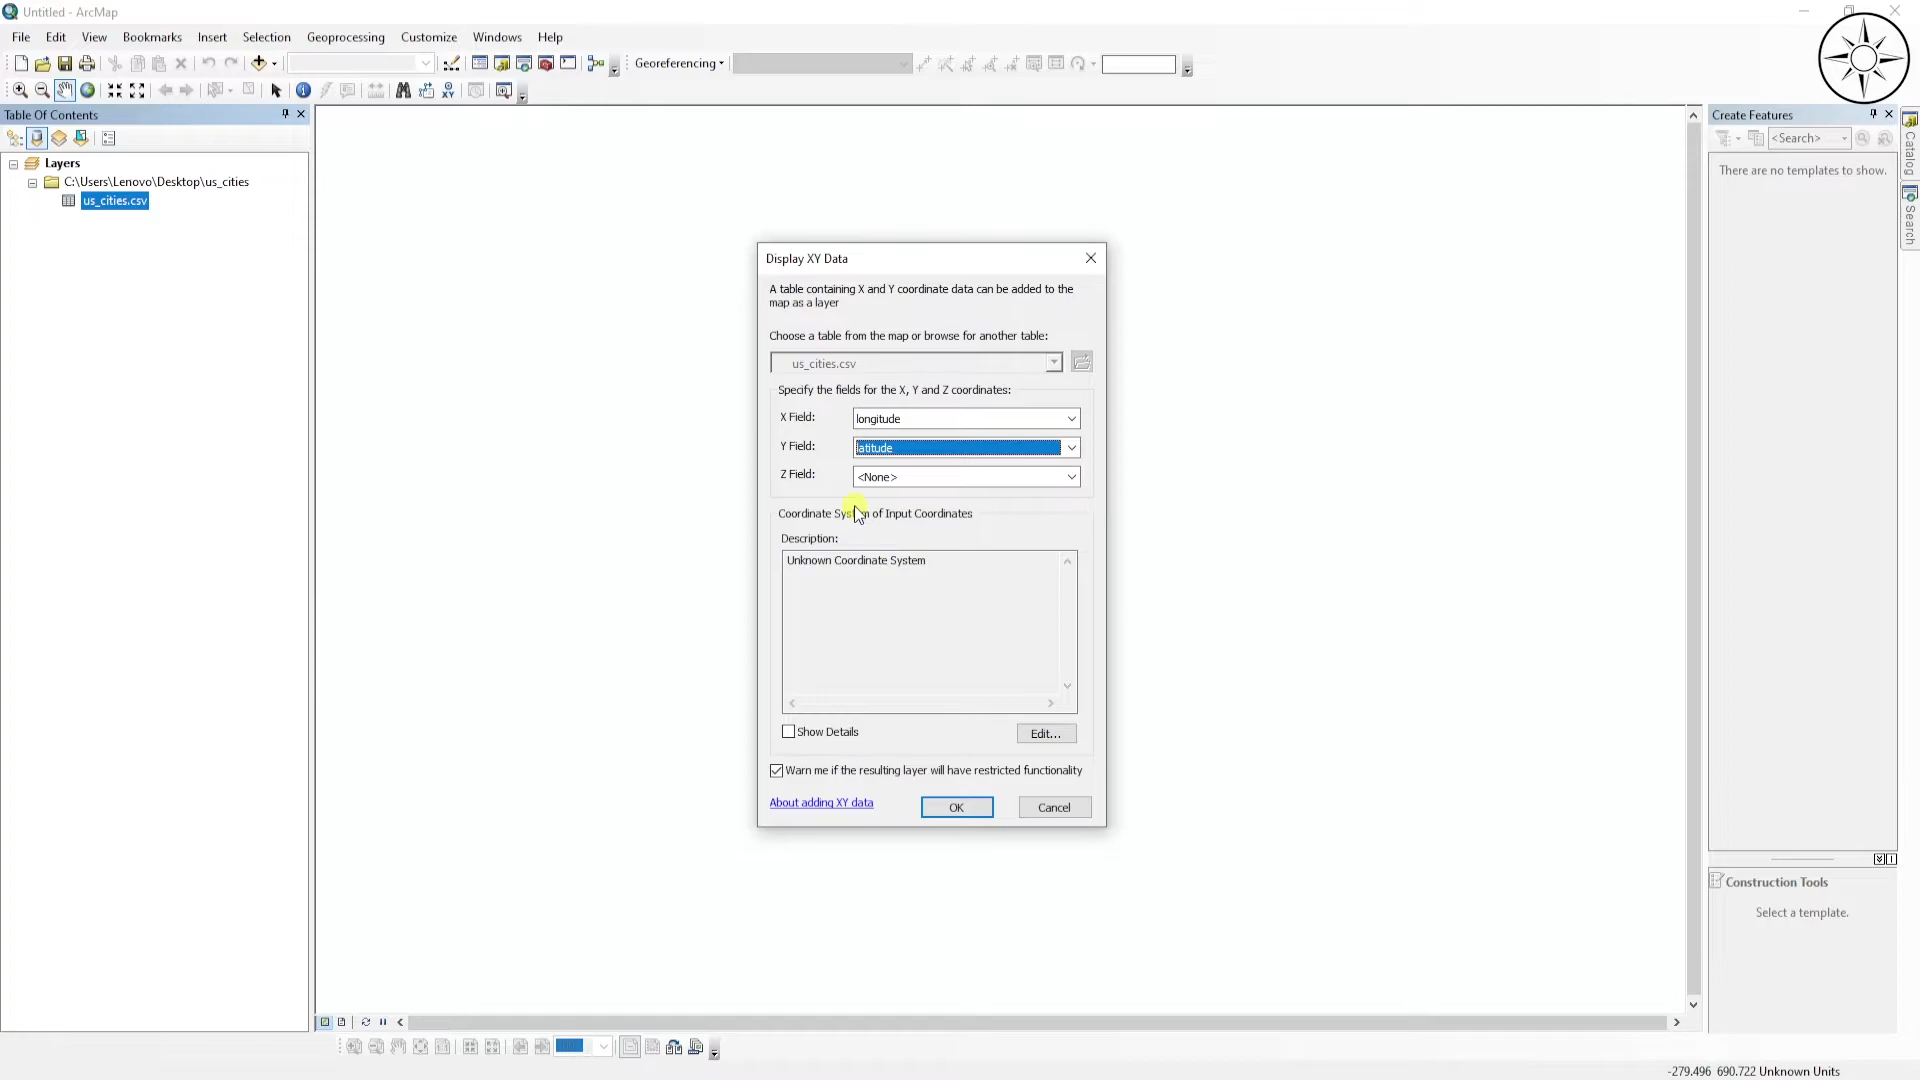 Untitled - ArcMap
File Edit View Bookmarks Insert Selection Geoprocessing Customize Windows Help
Georeferencing
Table Of Contents
Layers
C:\Users\Lenovo\Desktop\us_cities
us_cities.csv
Display XY Data
A table containing X and Y coordinate data can be added to the
map as a layer
Choose a table from the map or browse for another table:
us_cities.csv
Specify the fields for the X, Y and Z coordinates:
X Field: longitude
Y Field: latitude
Z Field: <None>
Coordinate System of Input Coordinates
Description:
Unknown Coordinate System
Show Details
Edit...
Warn me if the resulting layer will have restricted functionality
About adding XY data
OK
Cancel
Create Features
<Search>
There are no templates to show.
Catalog
Search
Construction Tools
Select a template.
-279.496 690.722 Unknown Units